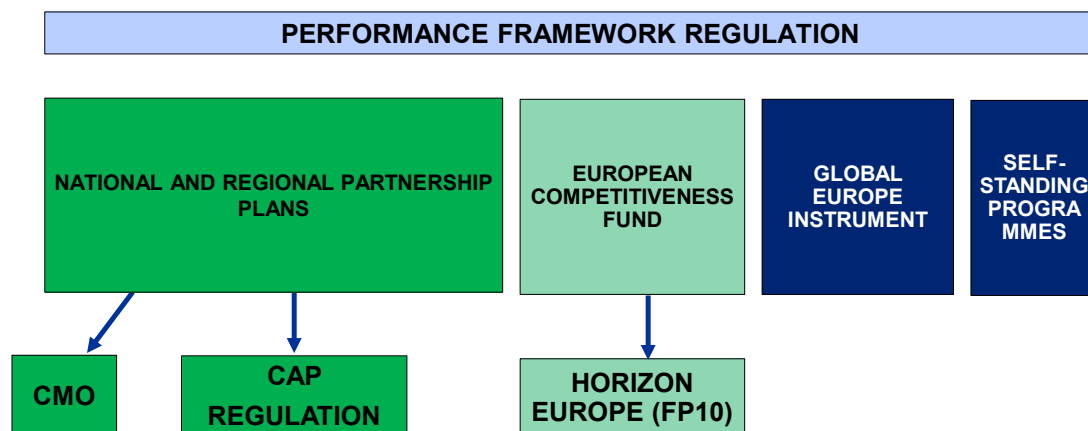 PERFORMANCE FRAMEWORK REGULATION
NATIONAL AND REGIONAL PARTNERSHIP
PLANS
EUROPEAN
COMPETITIVENESS
FUND
GLOBAL
EUROPE
INSTRUMENT
SELF-
STANDING
PROGRA
MMES
CMO
CAP
REGULATION
HORIZON
EUROPE (FP10)